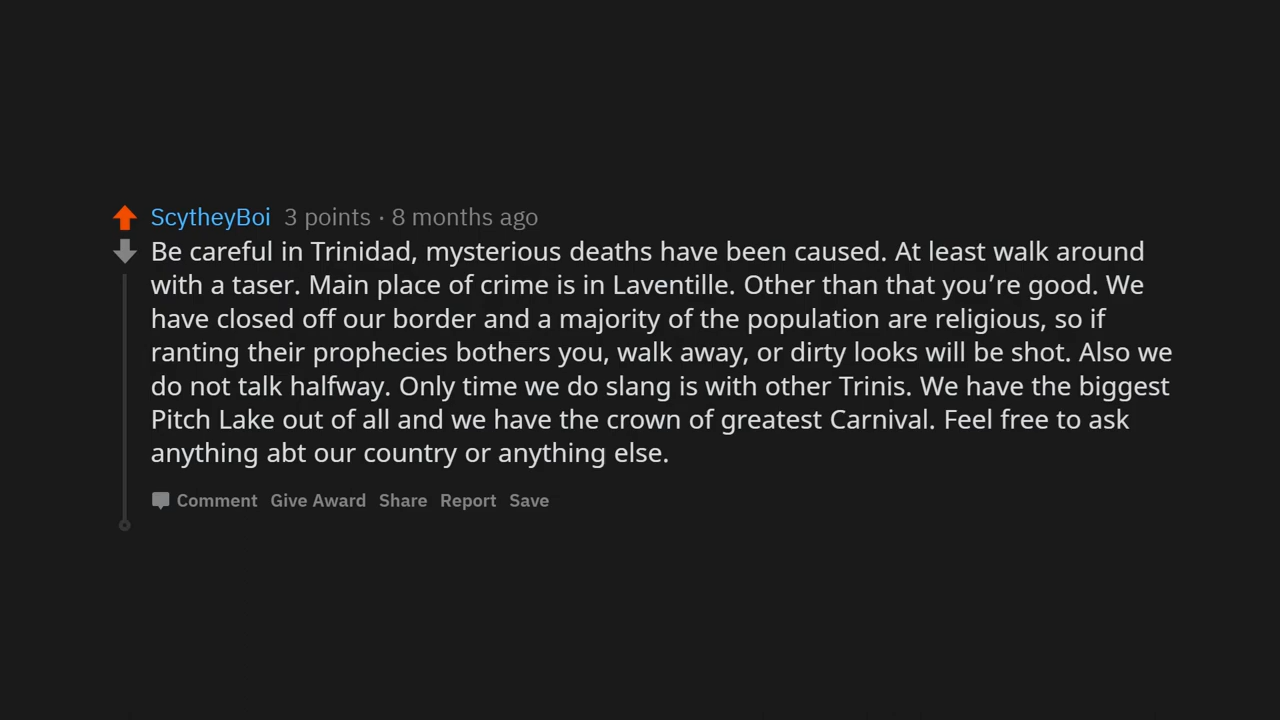 ScytheyBoi 3 points · 8 months ago
Be careful in Trinidad, mysterious deaths have been caused. At least walk around
with a taser. Main place of crime is in Laventille. Other than that you’re good. We
have closed off our border and a majority of the population are religious, so if
ranting their prophecies bothers you, walk away, or dirty looks will be shot. Also we
do not talk halfway. Only time we do slang is with other Trinis. We have the biggest
Pitch Lake out of all and we have the crown of greatest Carnival. Feel free to ask
anything abt our country or anything else.
Comment Give Award Share Report Save